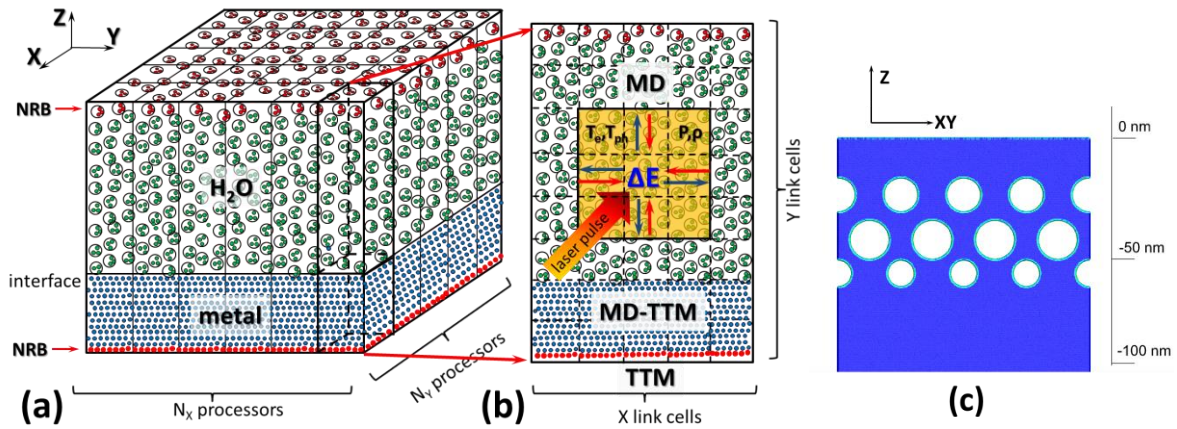 Z
Y
X
NRB
H₂O
interface
metal
NRB
(a)
Nₓ processors
Nᵧ processors
MD
Tₑ, Tₚₕ
P,ρ
ΔE
laser pulse
MD-TTM
TTM
(b)
X link cells
Y link cells
Z
XY
0 nm
-50 nm
-100 nm
(c)